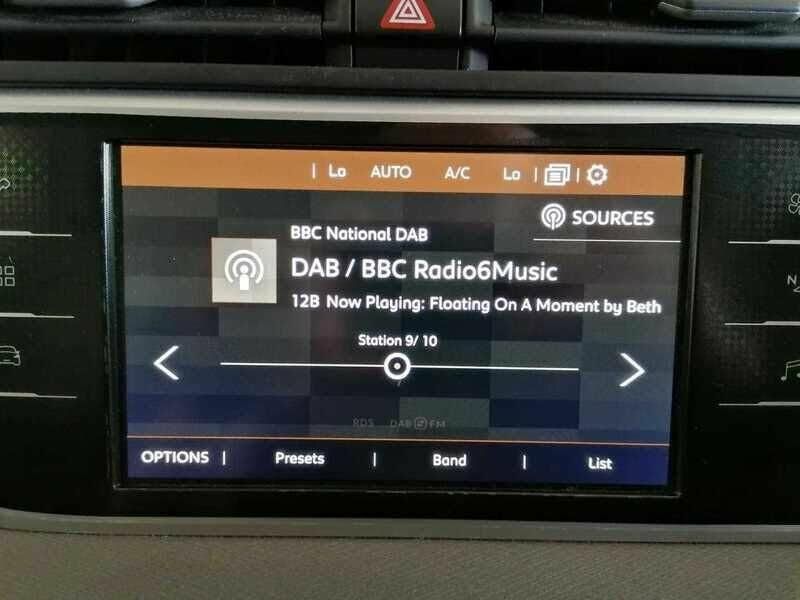 Lo AUTO A/C Lo
SOURCES
BBC National DAB
DAB / BBC Radio6Music
12B Now Playing: Floating On A Moment by Beth
Station 9/ 10
RDS DAB FM
OPTIONS | Presets | Band | List
N